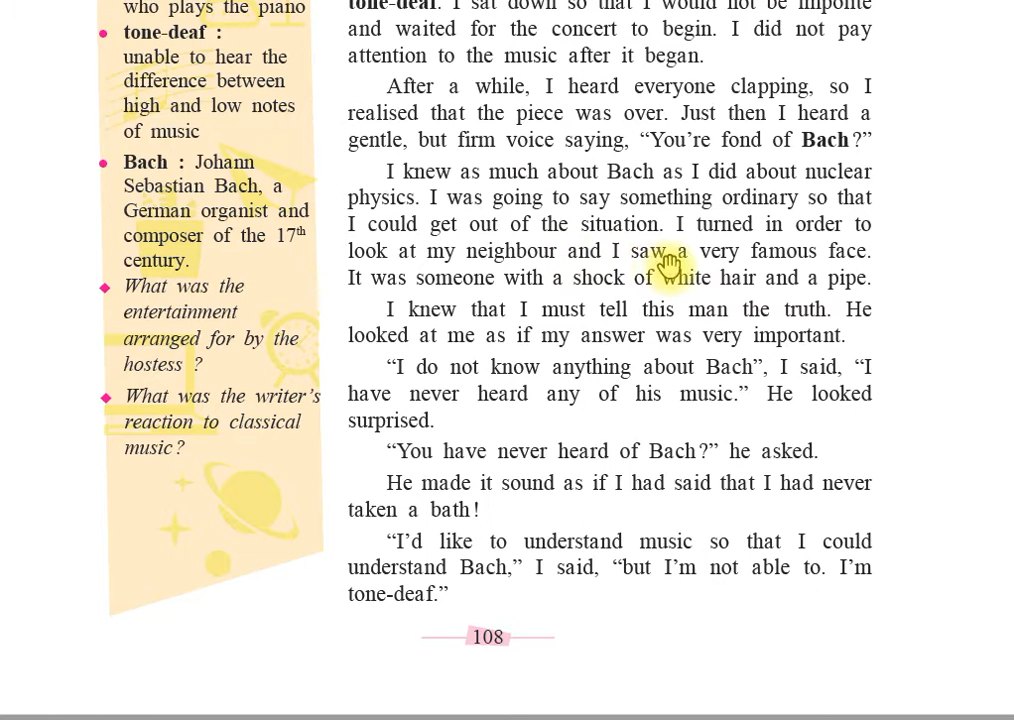 who plays the piano
tone-deaf :
unable to hear the
difference between
high and low notes
of music
Bach : Johann
Sebastian Bach, a
German organist and
composer of the 17th
century.
What was the
entertainment
arranged for by the
hostess ?
What was the writer's
reaction to classical
music?
tone-deaf. I sat down so that I would not be impolite
and waited for the concert to begin. I did not pay
attention to the music after it began.
After a while, I heard everyone clapping, so I
realised that the piece was over. Just then I heard a
gentle, but firm voice saying, “You’re fond of Bach?”
I knew as much about Bach as I did about nuclear
physics. I was going to say something ordinary so that
I could get out of the situation. I turned in order to
look at my neighbour and I saw a very famous face.
It was someone with a shock of white hair and a pipe.
I knew that I must tell this man the truth. He
looked at me as if my answer was very important.
“I do not know anything about Bach”, I said, “I
have never heard any of his music.” He looked
surprised.
“You have never heard of Bach?” he asked.
He made it sound as if I had said that I had never
taken a bath!
“I’d like to understand music so that I could
understand Bach,” I said, “but I’m not able to. I’m
tone-deaf.”
108